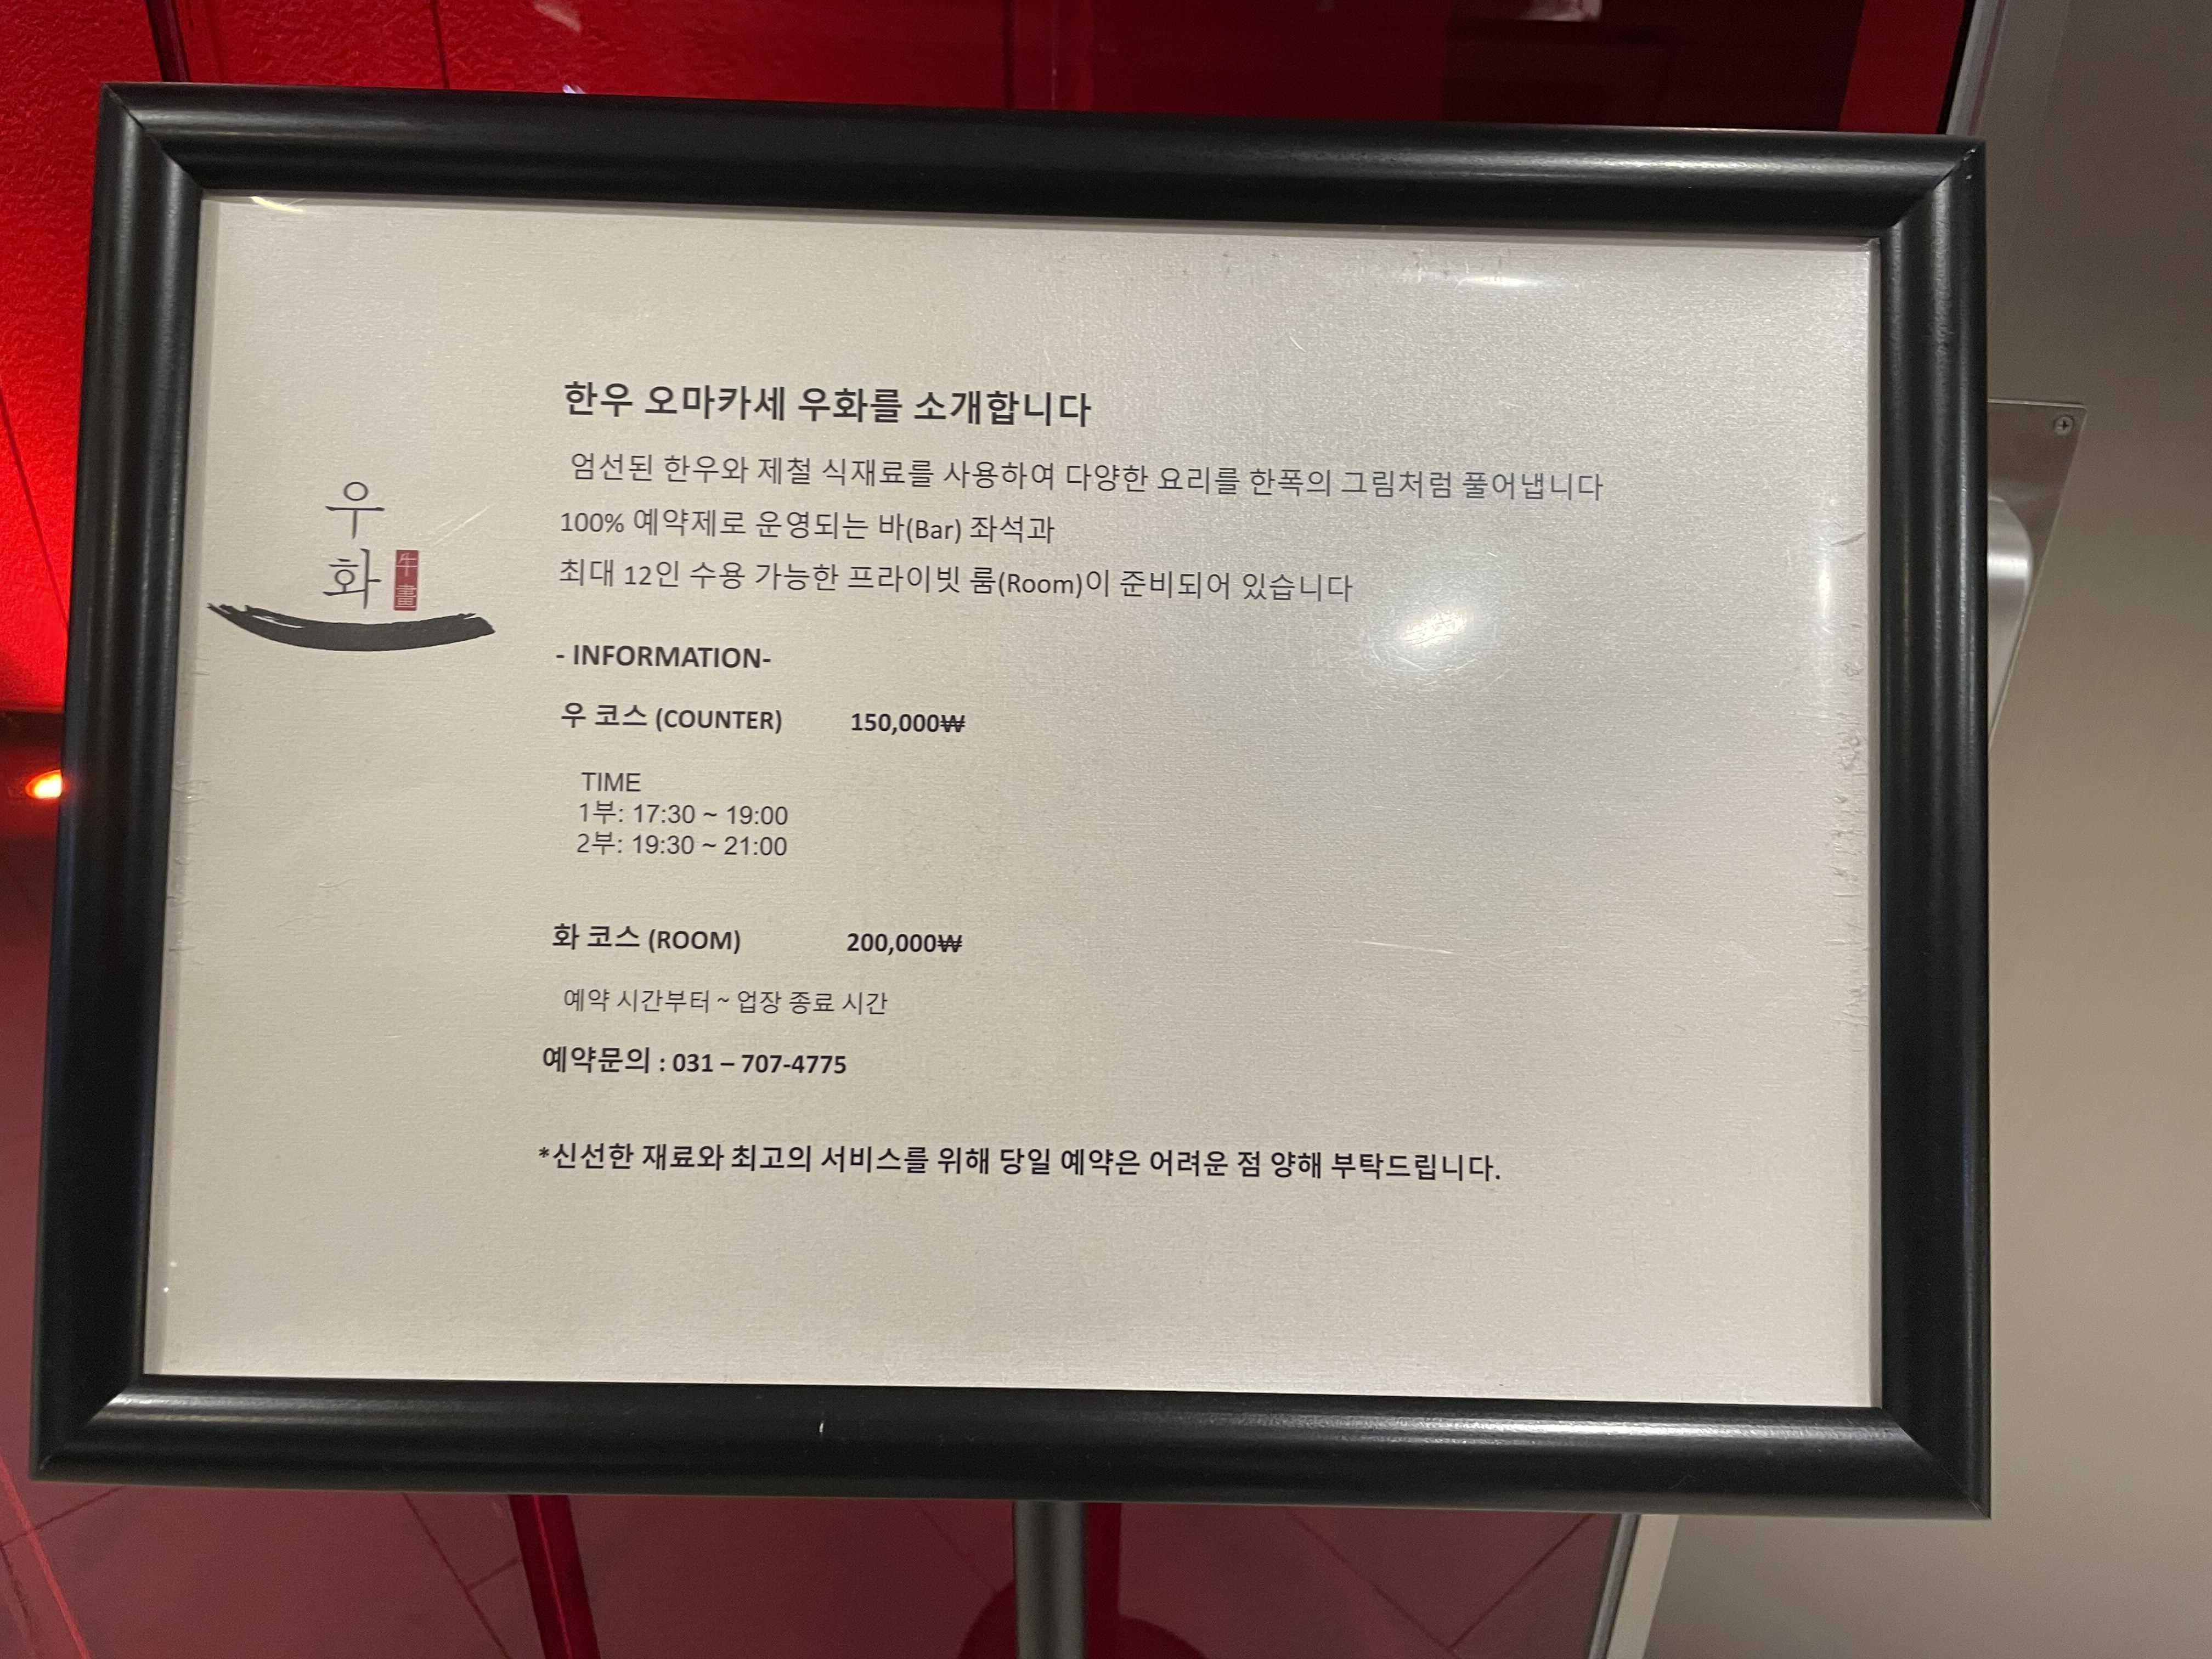 우
화
牛
畫
한우 오마카세 우화를 소개합니다
엄선된 한우와 제철 식재료를 사용하여 다양한 요리를 한폭의 그림처럼 풀어냅니다
100% 예약제로 운영되는 바(Bar) 좌석과
최대 12인 수용 가능한 프라이빗 룸(Room)이 준비되어 있습니다
- INFORMATION-
우 코스 (COUNTER) 150,000₩
TIME
1부: 17:30 ~ 19:00
2부: 19:30 ~ 21:00
화 코스 (ROOM) 200,000₩
예약 시간부터 ~ 업장 종료 시간
예약문의 : 031 – 707-4775
*신선한 재료와 최고의 서비스를 위해 당일 예약은 어려운 점 양해 부탁드립니다.